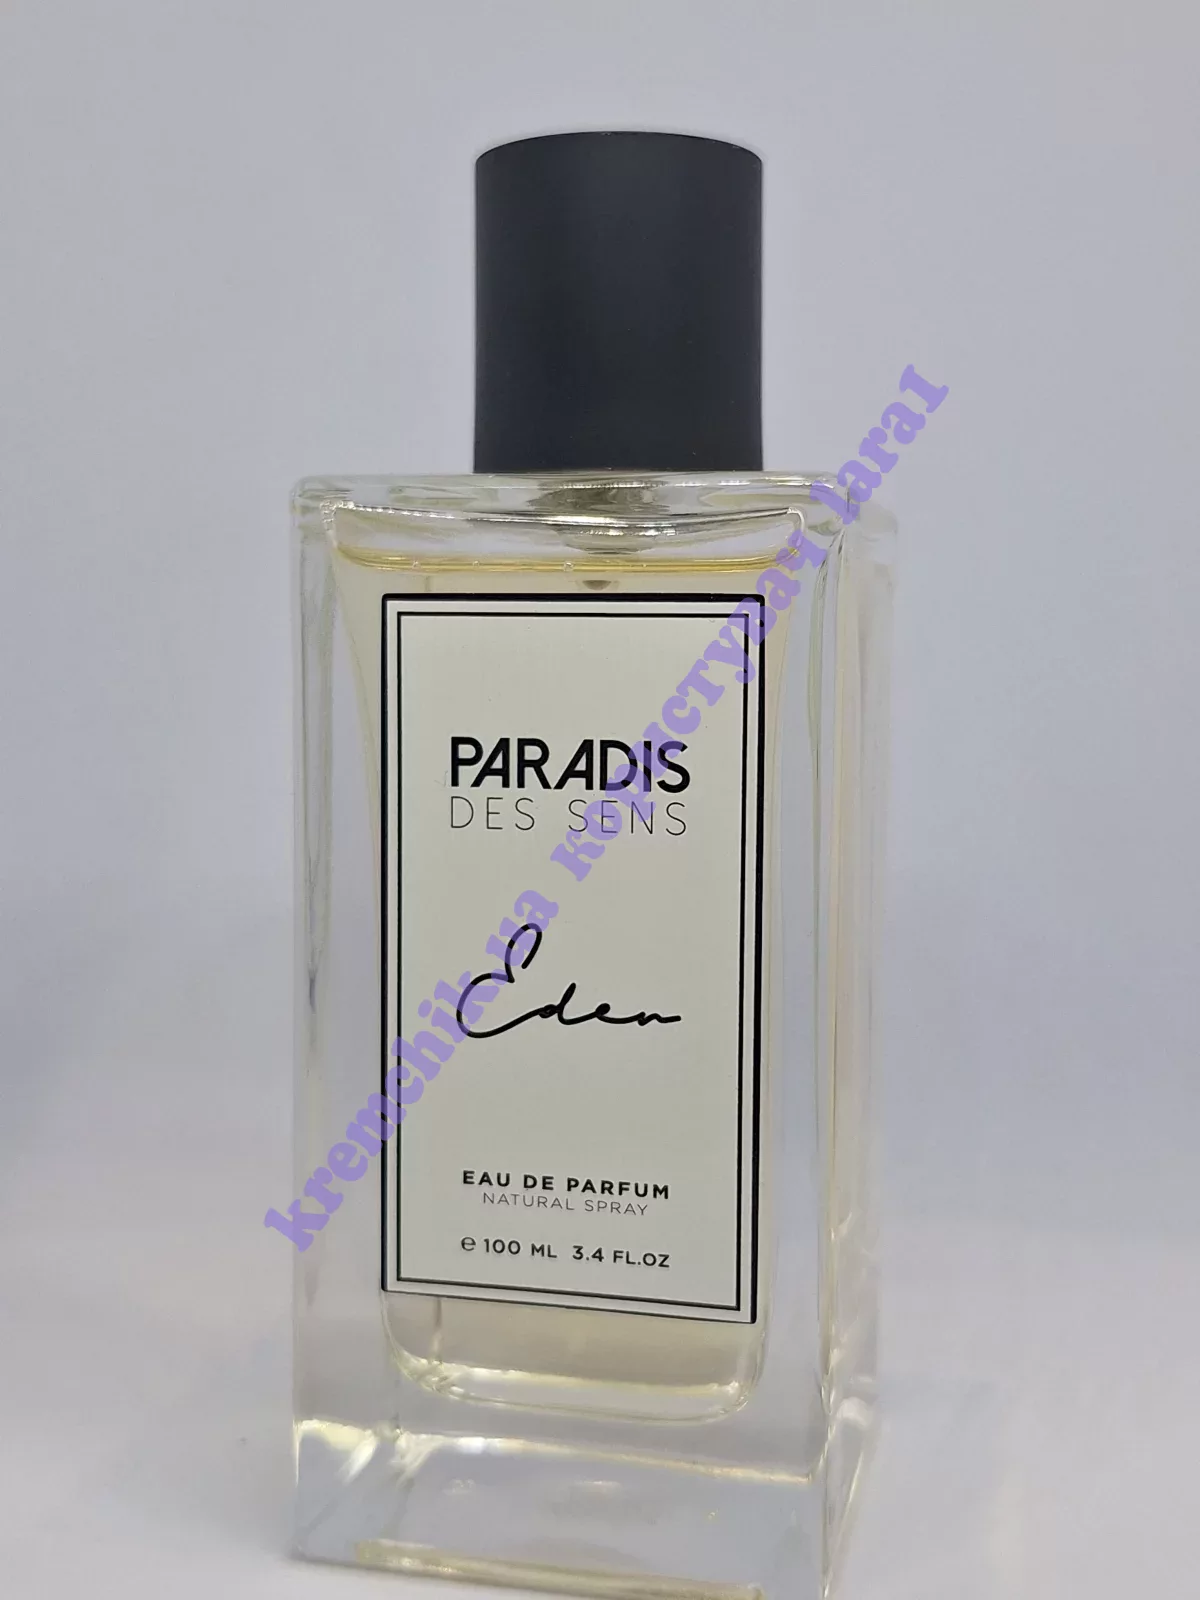 PARADIS
DES SENS
Eden
EAU DE PARFUM
NATURAL SPRAY
℮ 100 ML 3.4 FL.OZ
kremchik.ua користувач lara1